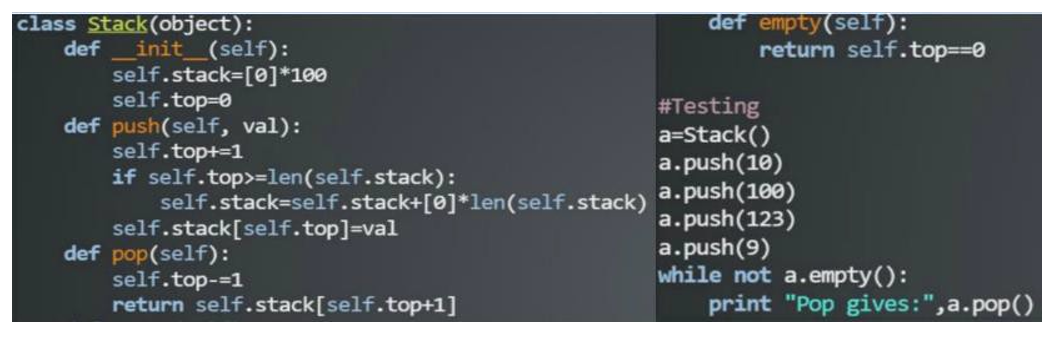 class Stack(object):
    def __init__(self):
        self.stack=[0]*100
        self.top=0
    def push(self, val):
        self.top+=1
        if self.top>=len(self.stack):
            self.stack=self.stack+[0]*len(self.stack)
        self.stack[self.top]=val
    def pop(self):
        self.top-=1
        return self.stack[self.top+1]
    def empty(self):
        return self.top==0
#Testing
a=Stack()
a.push(10)
a.push(100)
a.push(123)
a.push(9)
while not a.empty():
    print "Pop gives:",a.pop()